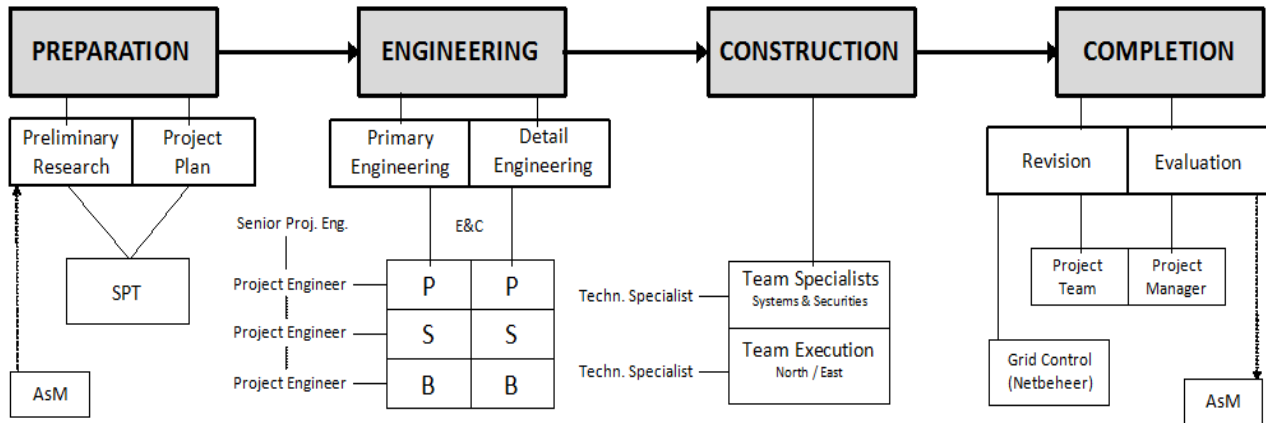 PREPARATION
ENGINEERING
CONSTRUCTION
COMPLETION
Preliminary
Research
Project
Plan
Primary
Engineering
Detail
Engineering
Revision
Evaluation
Senior Proj. Eng.
E&C
SPT
Project Engineer
P
P
Project Engineer
S
S
Project Engineer
B
B
Techn. Specialist
Team Specialists
Systems & Securities
Techn. Specialist
Team Execution
North / East
Project
Team
Project
Manager
Grid Control
(Netbeheer)
AsM
AsM